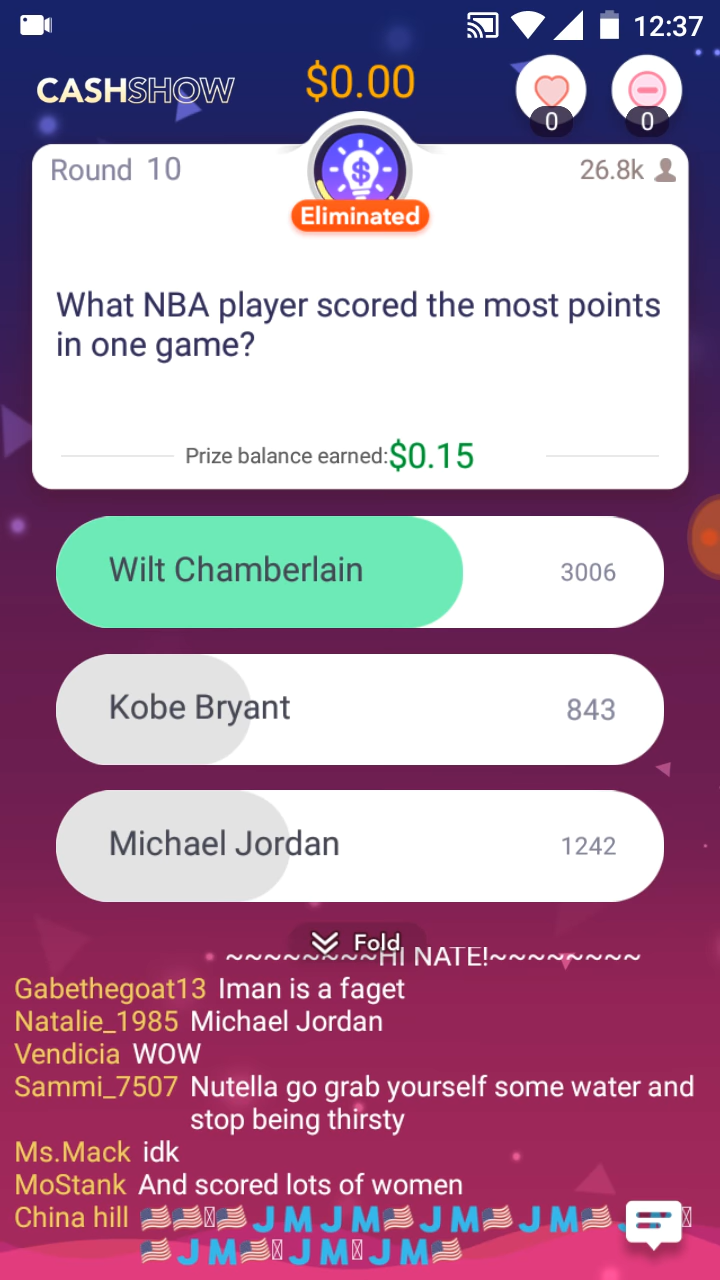 12:37
CASHSHOW
$0.00
0
0
Round 10
26.8k
Eliminated
What NBA player scored the most points
in one game?
Prize balance earned:$0.15
Wilt Chamberlain
3006
Kobe Bryant
843
Michael Jordan
1242
Fold
~~~~~~~~HI NATE!~~~~~~~~
Gabethegoat13 Iman is a faget
Natalie_1985 Michael Jordan
Vendicia WOW
Sammi_7507 Nutella go grab yourself some water and
stop being thirsty
Ms.Mack idk
MoStank And scored lots of women
China hill 🇺🇸🇺🇸🇺🇸JMJM🇺🇸JM🇺🇸JM🇺🇸J
🇺🇸JM🇺🇸JMJM🇺🇸